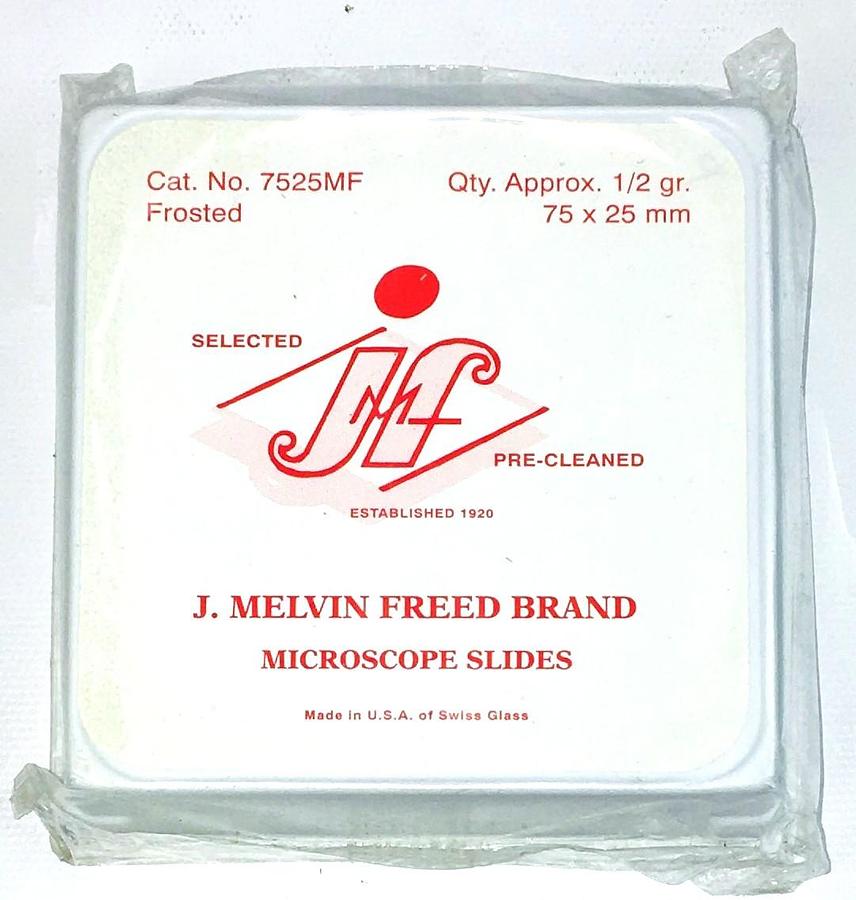 Cat. No. 7525MF
Qty. Approx. 1/2 gr.
Frosted
75 x 25 mm
SELECTED
JMf
PRE-CLEANED
ESTABLISHED 1920
J. MELVIN FREED BRAND
MICROSCOPE SLIDES
Made in U.S.A. of Swiss Glass